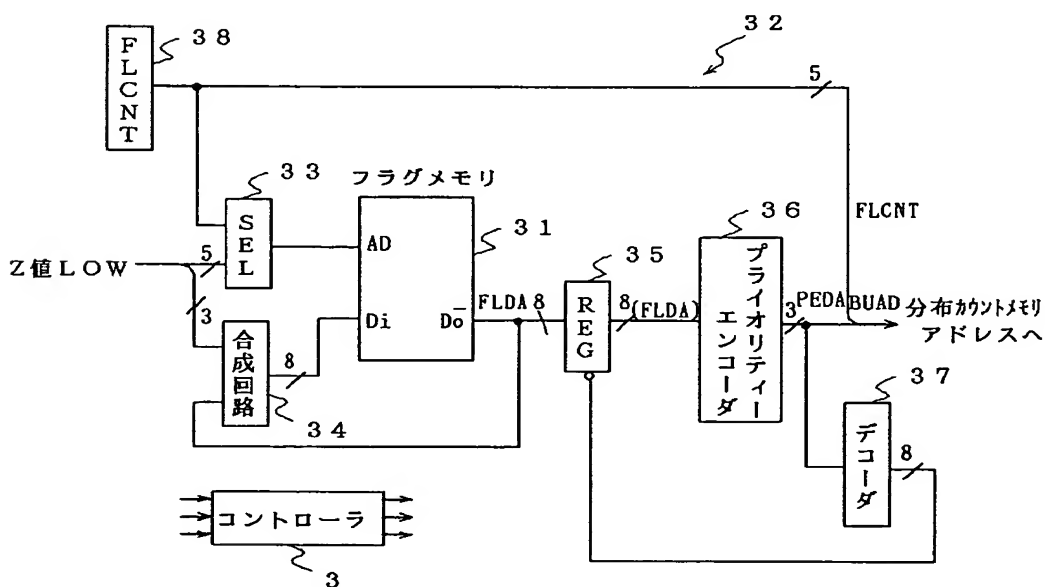 FLCNT
３８
３２
5
３３
SEL
フラグメモリ
３１
AD
Di
Do
Z値LOW
5
3
合成回路
8
３４
FLDA 8
３５
REG
8(FLDA)
３６
プライオリティー
エンコーダ
FLCNT
3 PEDA BUAD
分布カウントメモリ
アドレスへ
３７
デコーダ
8
コントローラ
３